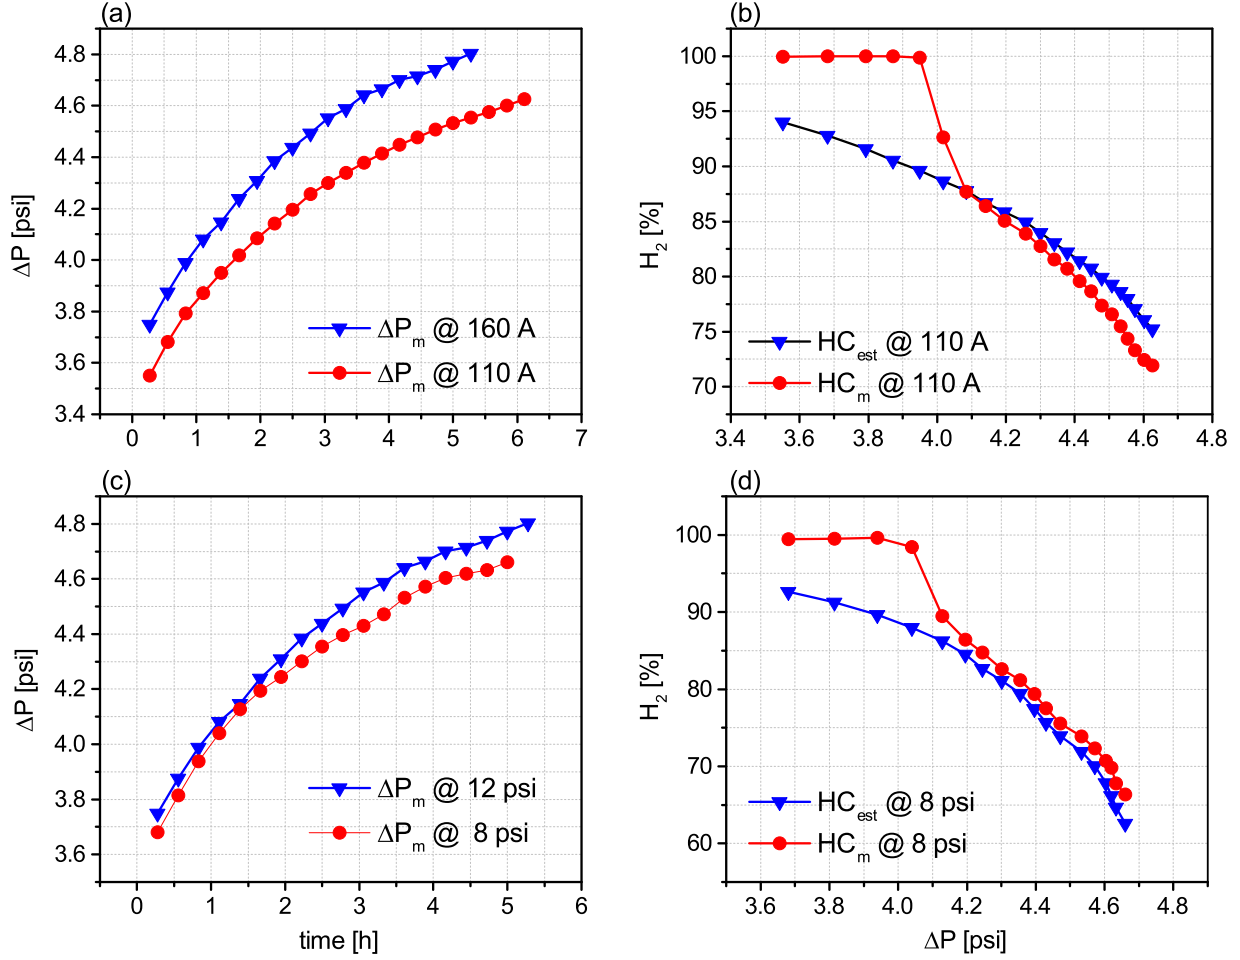 (a)
ΔP [psi]
4.8
4.6
4.4
4.2
4.0
3.8
3.6
3.4
0 1 2 3 4 5 6 7
ΔPm @ 160 A
ΔPm @ 110 A
(b)
H2 [%]
100
95
90
85
80
75
70
3.4 3.6 3.8 4.0 4.2 4.4 4.6 4.8
HCest @ 110 A
HCm @ 110 A
(c)
ΔP [psi]
4.8
4.6
4.4
4.2
4.0
3.8
3.6
0 1 2 3 4 5 6
ΔPm @ 12 psi
ΔPm @ 8 psi
time [h]
(d)
H2 [%]
100
90
80
70
60
3.6 3.8 4.0 4.2 4.4 4.6 4.8
HCest @ 8 psi
HCm @ 8 psi
ΔP [psi]